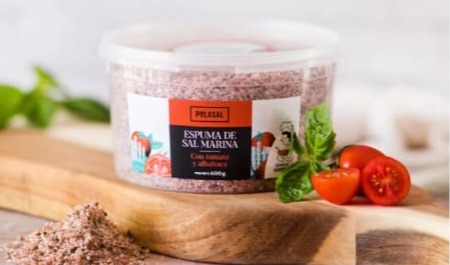 PYLASAL
ESPUMA DE
SAL MARINA
Con tomate
y albahaca
600g